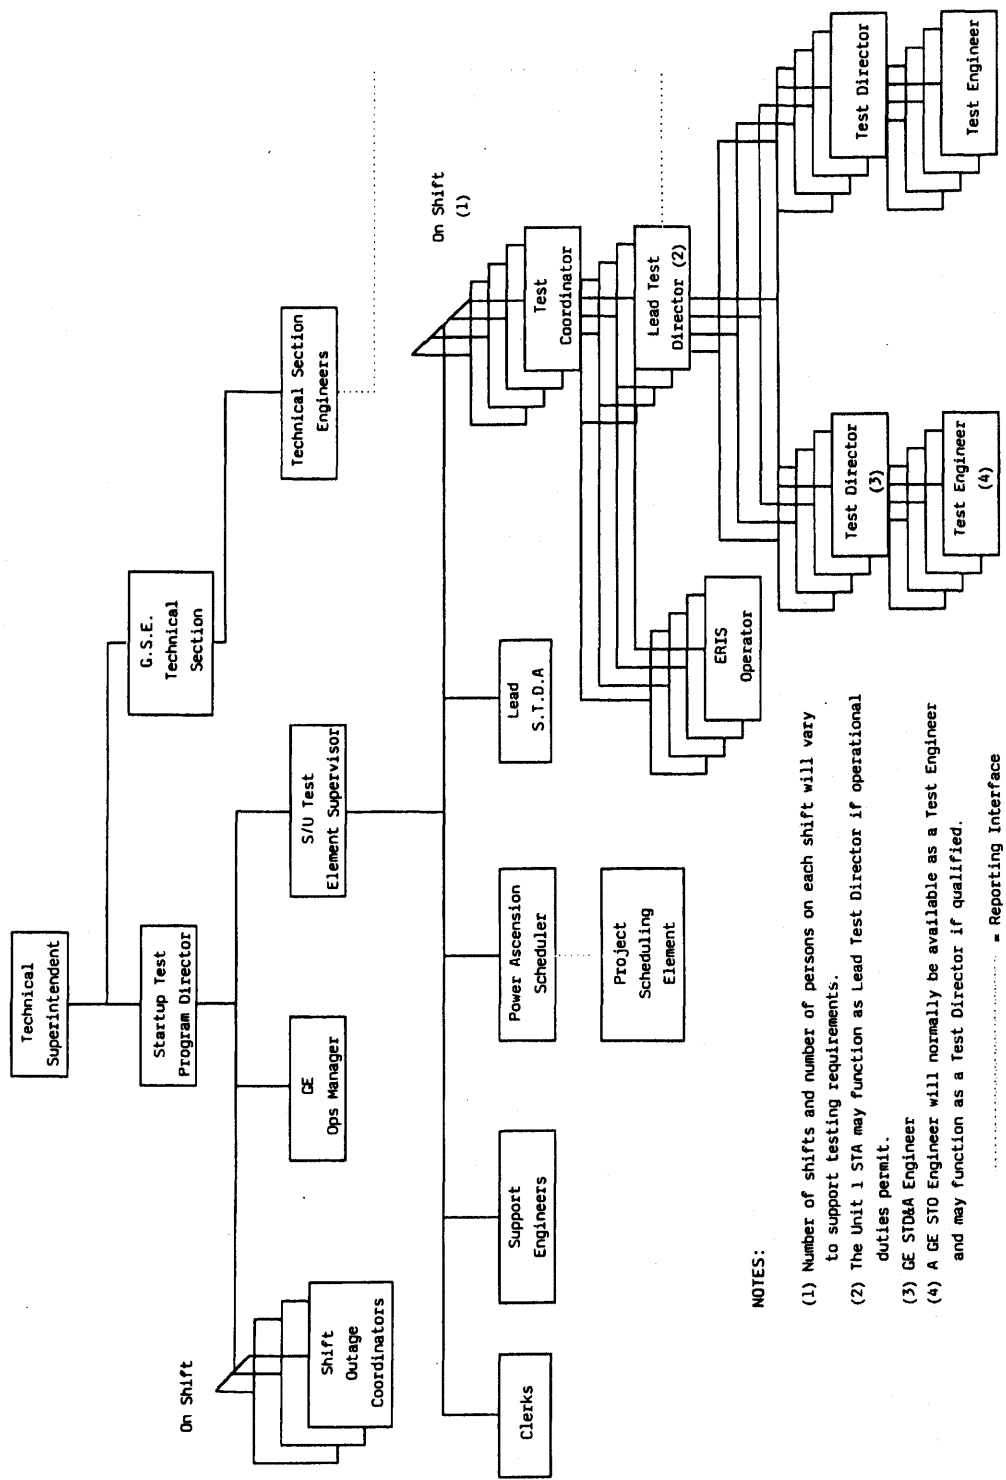 Technical
Superintendent
Startup Test
Program Director
G.S.E.
Technical
Section
On Shift
Shift
Outage
Coordinators
GE
Ops Manager
S/U Test
Element Supervisor
Technical Section
Engineers
Clerks
Support
Engineers
Power Ascension
Scheduler
Project
Scheduling
Element
Lead
S.T.D.A
On Shift
(1)
Test
Coordinator
Lead Test
Director (2)
ERIS
Operator
Test Director
(3)
Test Engineer
(4)
Test Director
Test Engineer
NOTES:
(1) Number of shifts and number of persons on each shift will vary
to support testing requirements.
(2) The Unit 1 STA may function as Lead Test Director if operational
duties permit.
(3) GE STD&A Engineer
(4) A GE STO Engineer will normally be available as a Test Engineer
and may function as a Test Director if qualified.
.................... = Reporting Interface